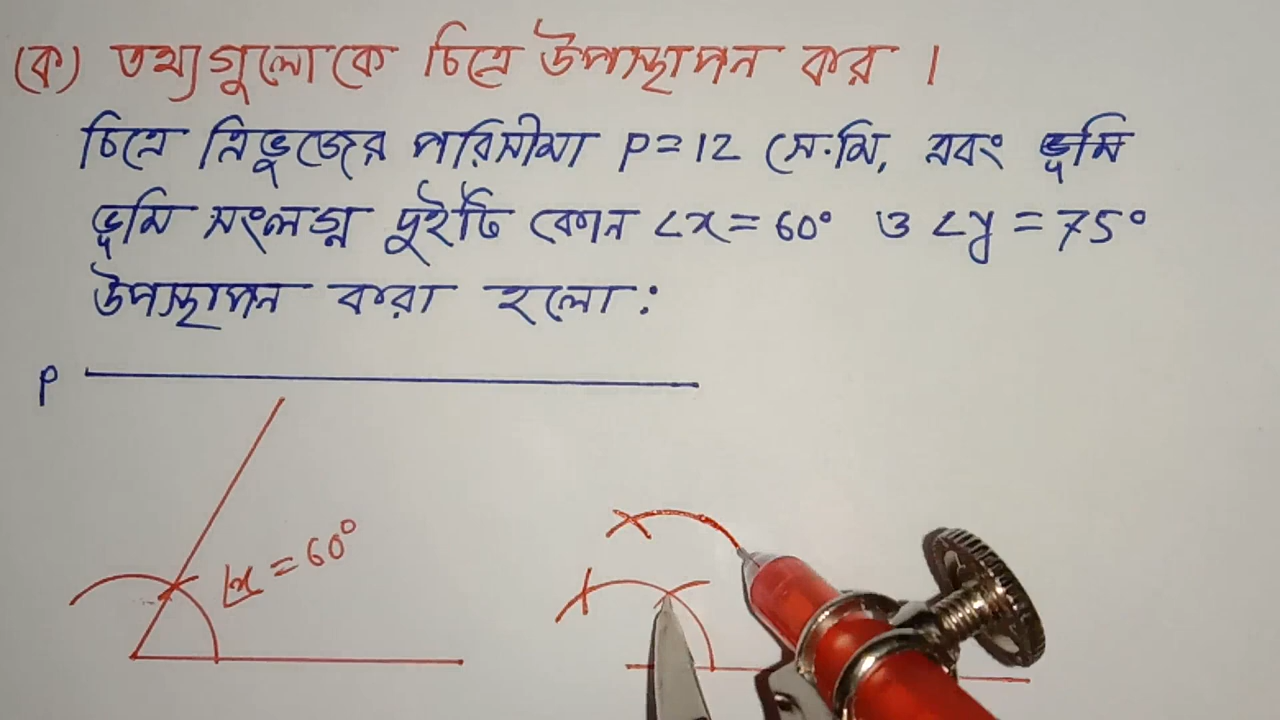 (ক) তথ্যগুলোকে চিত্রে উপস্থাপন কর ।
চিত্রে ত্রিভুজের পরিসীমা P=12 সে.মি, এবং ভূমি
ভূমি সংলগ্ন দুইটি কোন ∠x=60° ও ∠y=75°
উপস্থাপন করা হলো:
P
∠x=60°